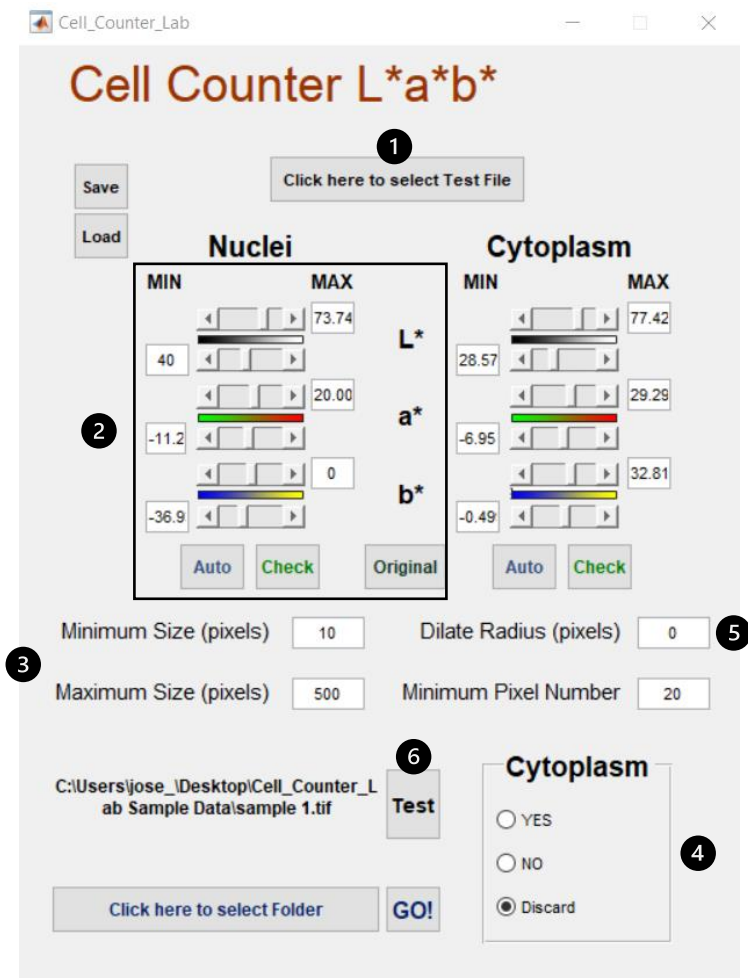 Cell_Counter_Lab
Cell Counter L*a*b*
1
Click here to select Test File
Save
Load
Nuclei
Cytoplasm
MIN MAX
MIN MAX
73.74
L*
77.42
40
28.57
20.00
29.29
2
a*
-11.2
-6.95
0
32.81
b*
-36.9
-0.49
Auto Check Original
Auto Check
Minimum Size (pixels) 10
Dilate Radius (pixels) 0
5
3
Maximum Size (pixels) 500
Minimum Pixel Number 20
6
C:\Users\jose_\Desktop\Cell_Counter_L
ab Sample Data\sample 1.tif
Test
Cytoplasm
YES
NO
Discard
4
Click here to select Folder
GO!